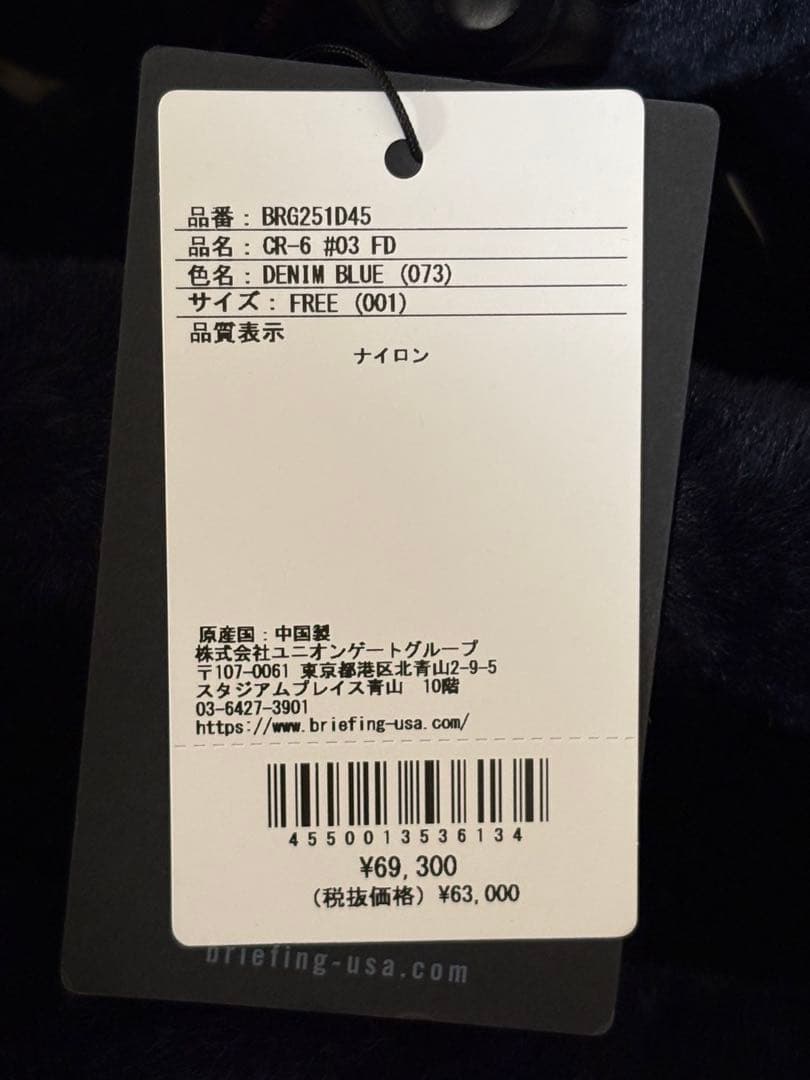 品番：BRG251D45
品名：CR-6 #03 FD
色名：DENIM BLUE (073)
サイズ：FREE (001)
品質表示
ナイロン
原産国：中国製
株式会社ユニオンゲートグループ
〒107-0061 東京都港区北青山2-9-5
スタジアムプレイス青山 10階
03-6427-3901
https://www.briefing-usa.com/
4550013536134
¥69,300
(税抜価格) ¥63,000
briefing-usa.com